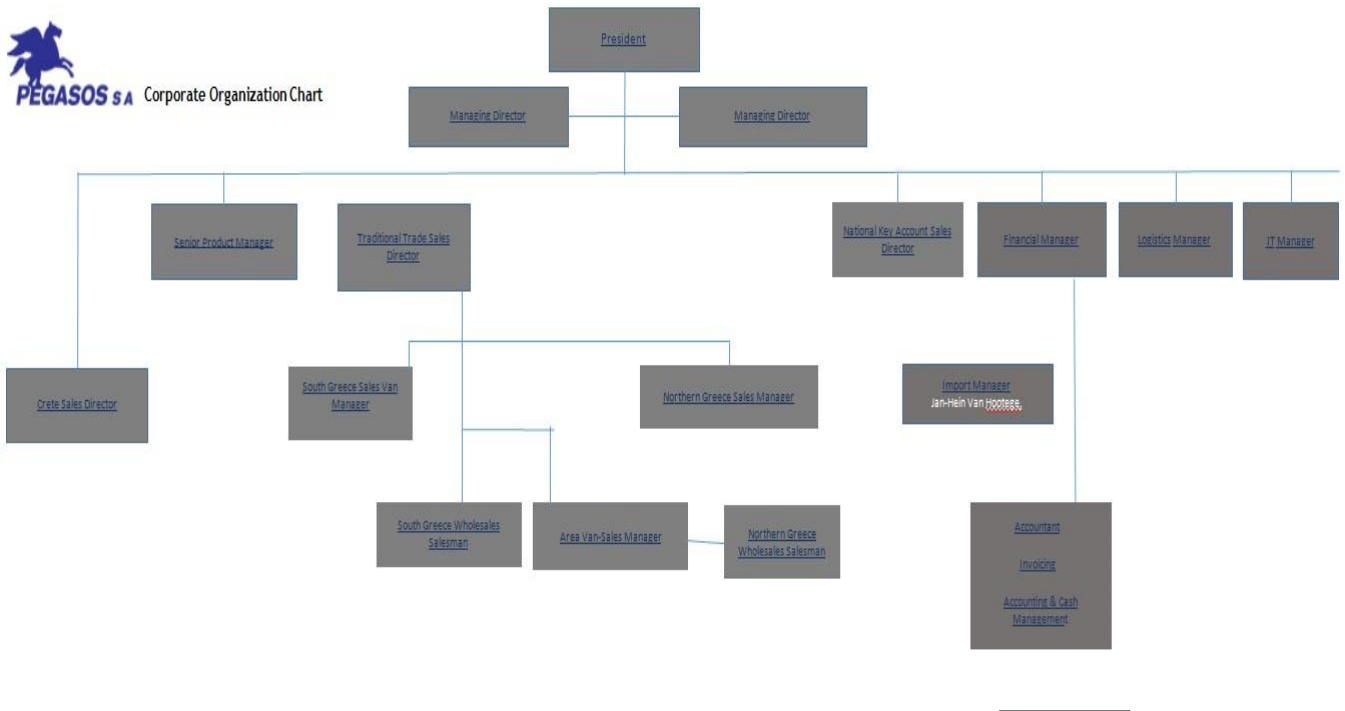 President
PEGASOS S A Corporate Organization Chart
Managing Director
Managing Director
Senior Product Manager
Traditional Trade Sales
Director
National Key Account Sales
Director
Financial Manager
Logistics Manager
IT Manager
Crete Sales Director
South Greece Sales Van
Manager
Northern Greece Sales Manager
Import Manager
Jan-Hein Van Hootege,
South Greece Wholesales
Salesman
Area Van-Sales Manager
Northern Greece
Wholesales Salesman
Accountant
Invoicing
Accounting & Cash
Management